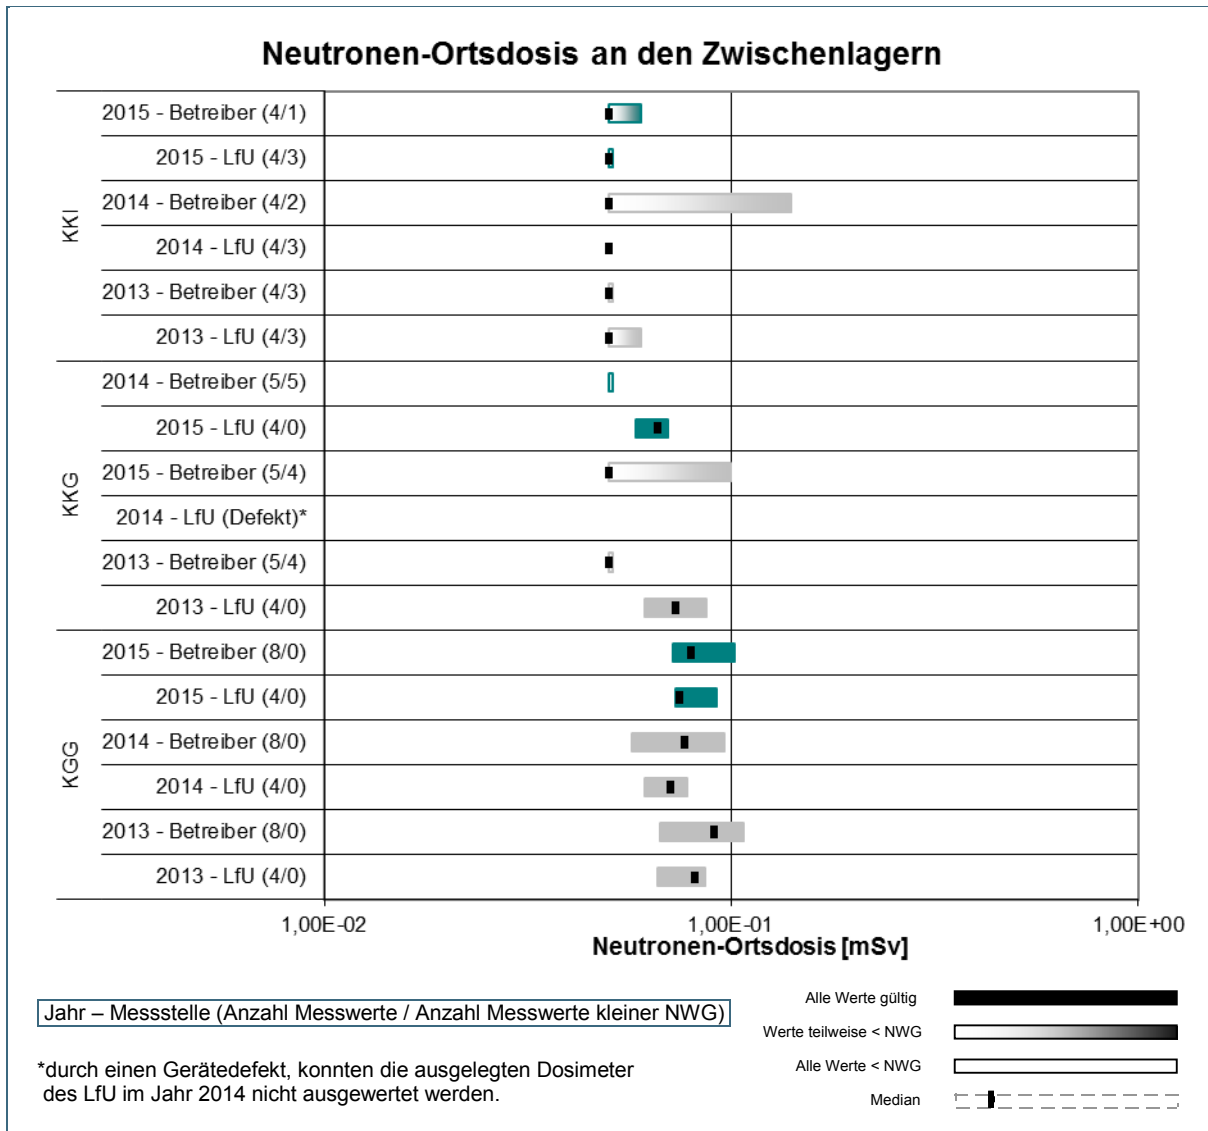 Neutronen-Ortsdosis an den Zwischenlagern
KKI
2015 - Betreiber (4/1)
2015 - LfU (4/3)
2014 - Betreiber (4/2)
2014 - LfU (4/3)
2013 - Betreiber (4/3)
2013 - LfU (4/3)
KKG
2014 - Betreiber (5/5)
2015 - LfU (4/0)
2015 - Betreiber (5/4)
2014 - LfU (Defekt)*
2013 - Betreiber (5/4)
2013 - LfU (4/0)
KGG
2015 - Betreiber (8/0)
2015 - LfU (4/0)
2014 - Betreiber (8/0)
2014 - LfU (4/0)
2013 - Betreiber (8/0)
2013 - LfU (4/0)
1,00E-02 1,00E-01 1,00E+00
Neutronen-Ortsdosis [mSv]
Jahr – Messstelle (Anzahl Messwerte / Anzahl Messwerte kleiner NWG)
*durch einen Gerätedefekt, konnten die ausgelegten Dosimeter
des LfU im Jahr 2014 nicht ausgewertet werden.
Alle Werte gültig
Werte teilweise < NWG
Alle Werte < NWG
Median